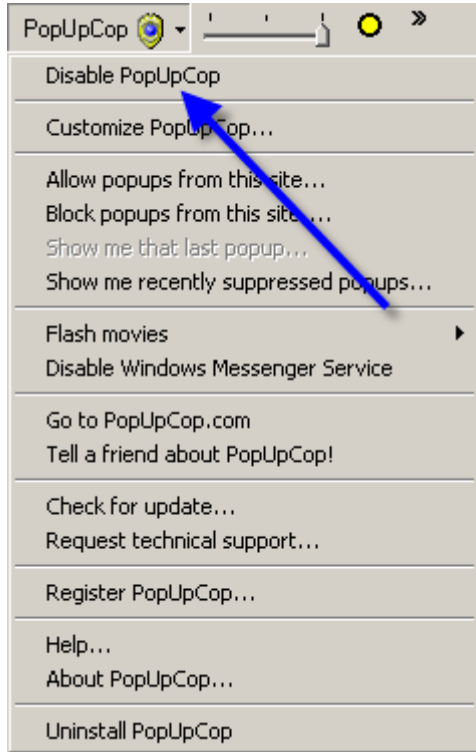 PopUpCop
Disable PopUpCop
Customize PopUpCop...
Allow popups from this site...
Block popups from this site...
Show me that last popup...
Show me recently suppressed popups...
Flash movies
Disable Windows Messenger Service
Go to PopUpCop.com
Tell a friend about PopUpCop!
Check for update...
Request technical support...
Register PopUpCop...
Help...
About PopUpCop...
Uninstall PopUpCop